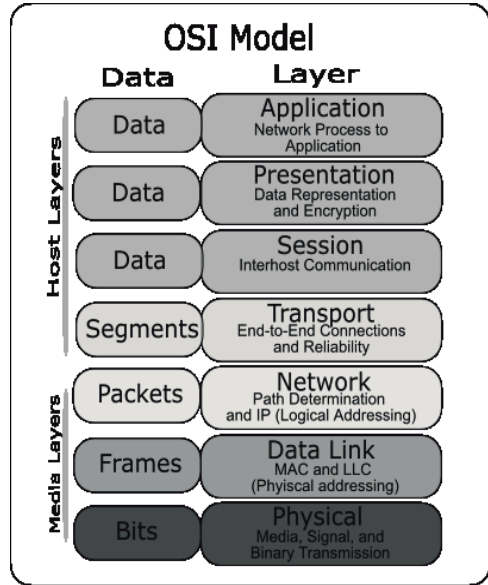 OSI Model
Data Layer
Host Layers
Data
Application
Network Process to
Application
Data
Presentation
Data Representation
and Encryption
Data
Session
Interhost Communication
Segments
Transport
End-to-End Connections
and Reliability
Media Layers
Packets
Network
Path Determination
and IP (Logical Addressing)
Frames
Data Link
MAC and LLC
(Phyiscal addressing)
Bits
Physical
Media, Signal, and
Binary Transmission